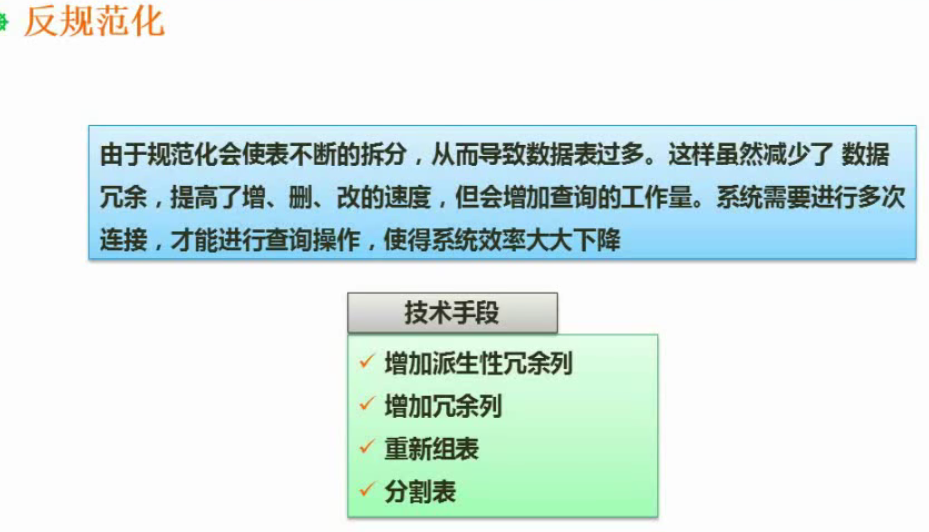 反规范化
由于规范化会使表不断的拆分，从而导致数据表过多。这样虽然减少了 数据
冗余，提高了增、删、改的速度，但会增加查询的工作量。系统需要进行多次
连接，才能进行查询操作，使得系统效率大大下降
技术手段
✓ 增加派生性冗余列
✓ 增加冗余列
✓ 重新组表
✓ 分割表